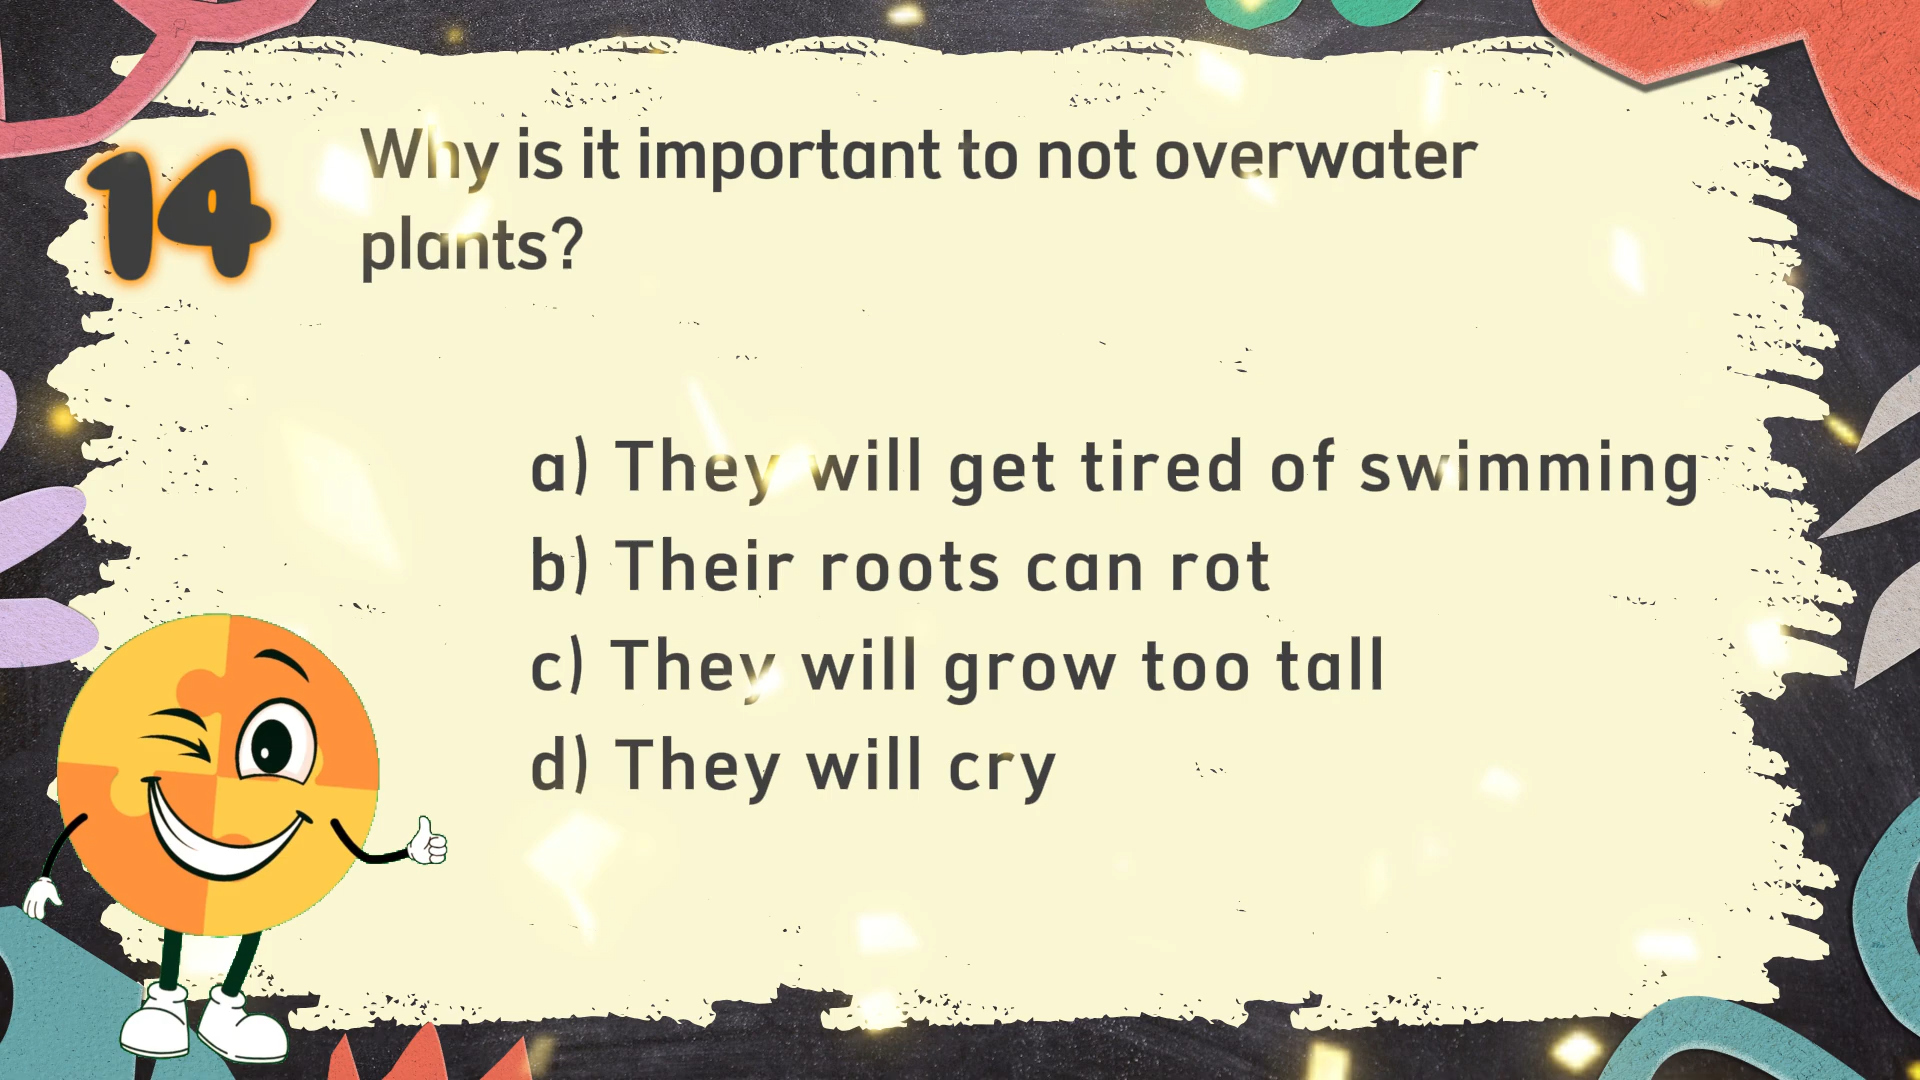 14
Why is it important to not overwater
plants?
a) They will get tired of swimming
b) Their roots can rot
c) They will grow too tall
d) They will cry